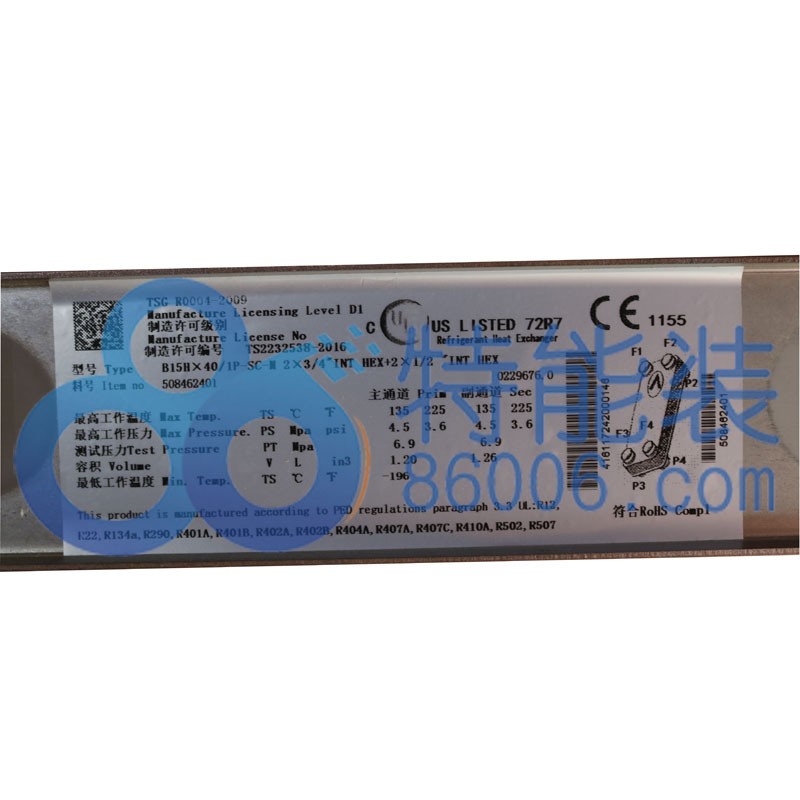 TSG R0004-2009
Manufacture Licensing Level D1
制造许可级别
Manufacture License No
制造许可编号 TS2232538-2016
型号 Type B15H×40/1P-SC-M 2×3/4"INT HEX+2×1/2 "INT HEX
料号 Item no 508462401
0229676,0
C UL US LISTED 72R7
Refrigerant Heat Exchanger
CE 1155
主通道 Prim 副通道 Sec
最高工作温度 Max Temp. TS ℃ ℉ 135 225 135 225
最高工作压力 Max Pressure. PS Mpa psi 4.5 3.6 4.5 3.6
测试压力Test Pressure PT Mpa 6.9 6.9
容积 Volume V L in3 1.20 1.26
最低工作温度 Min. Temp. TS ℃ ℉ -196
This product is manufactured according to PED regulations paragraph 3.3 UL:R12,
E22,R134a,R290,R401A,R401B,R402A,R402B,R404A,R407A,R407C,R410A,R502,R507
416117242000146
F1 F2
P2
F3 F4
P4
P3
508462401
符合RoHS Compl
特能装
86006.com